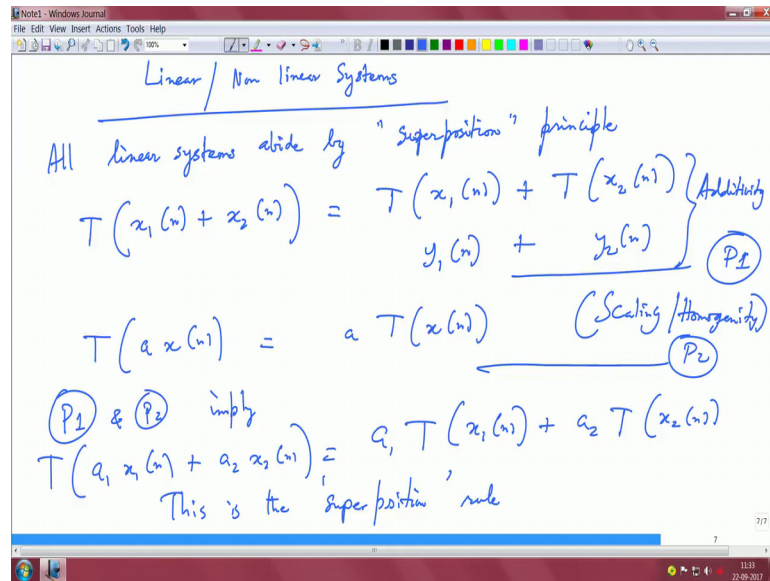 Note1 - Windows Journal
File Edit View Insert Actions Tools Help
100%
Linear / Non linear Systems
All linear systems abide by "superposition" principle
T(x₁(n) + x₂(n)) = T(x₁(n)) + T(x₂(n)) } Additivity
y₁(n) + y₂(n)
P1
T(a x(n)) = a T(x(n)) (Scaling/Homogenity)
P2
P1 & P2 imply
T(a₁ x₁(n) + a₂ x₂(n)) = a₁ T(x₁(n)) + a₂ T(x₂(n))
This is the 'superposition' rule
7/7
7
11:33
22-09-2017